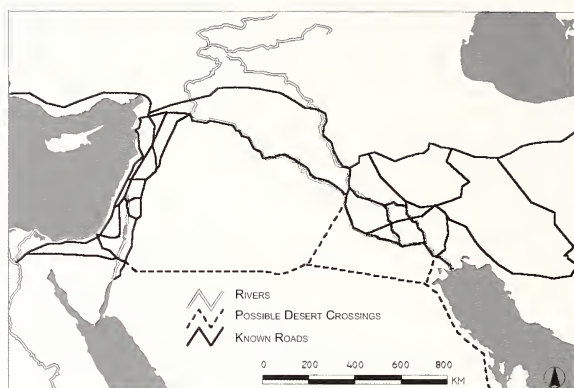 RIVERS
POSSIBLE DESERT CROSSINGS
KNOWN ROADS
0 200 400 600 800
KM